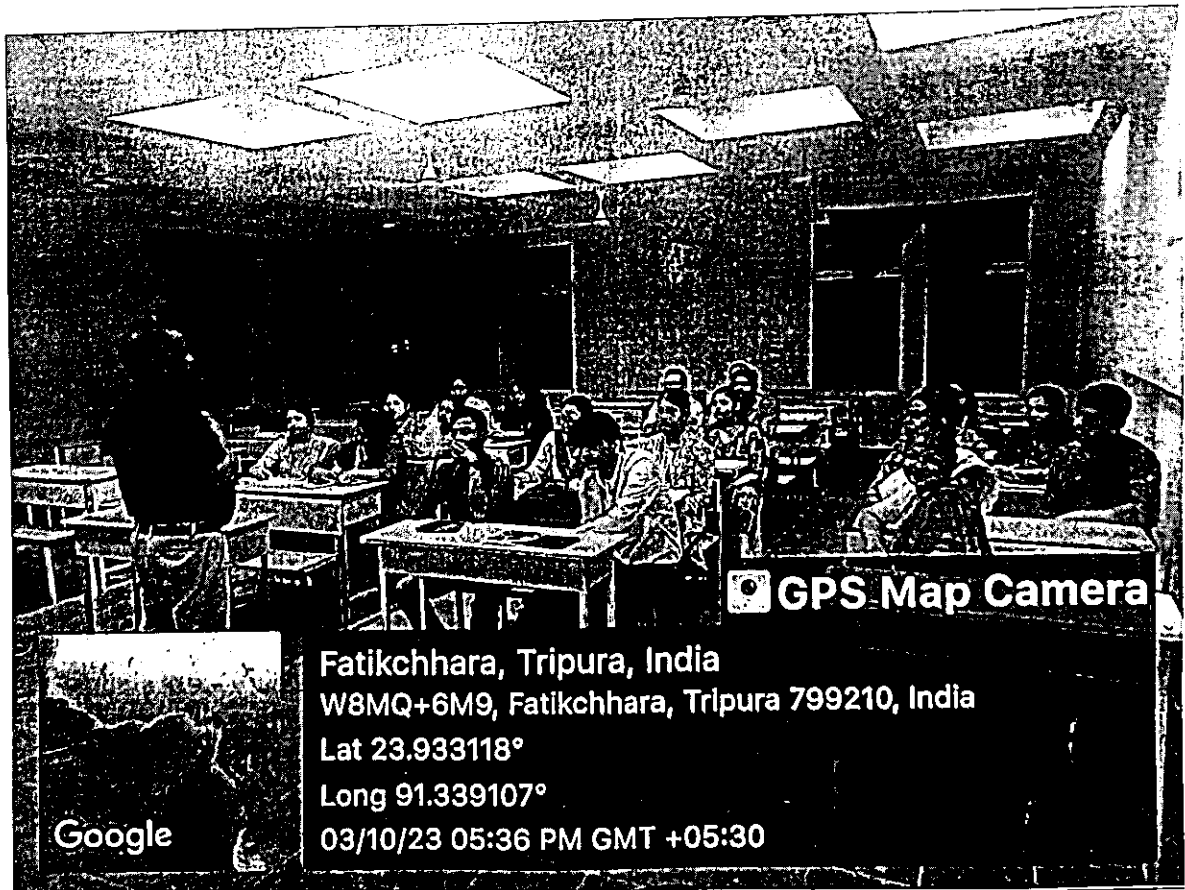 GPS Map Camera
Fatikchhara, Tripura, India
W8MQ+6M9, Fatikchhara, Tripura 799210, India
Lat 23.933118°
Long 91.339107°
03/10/23 05:36 PM GMT +05:30
Google